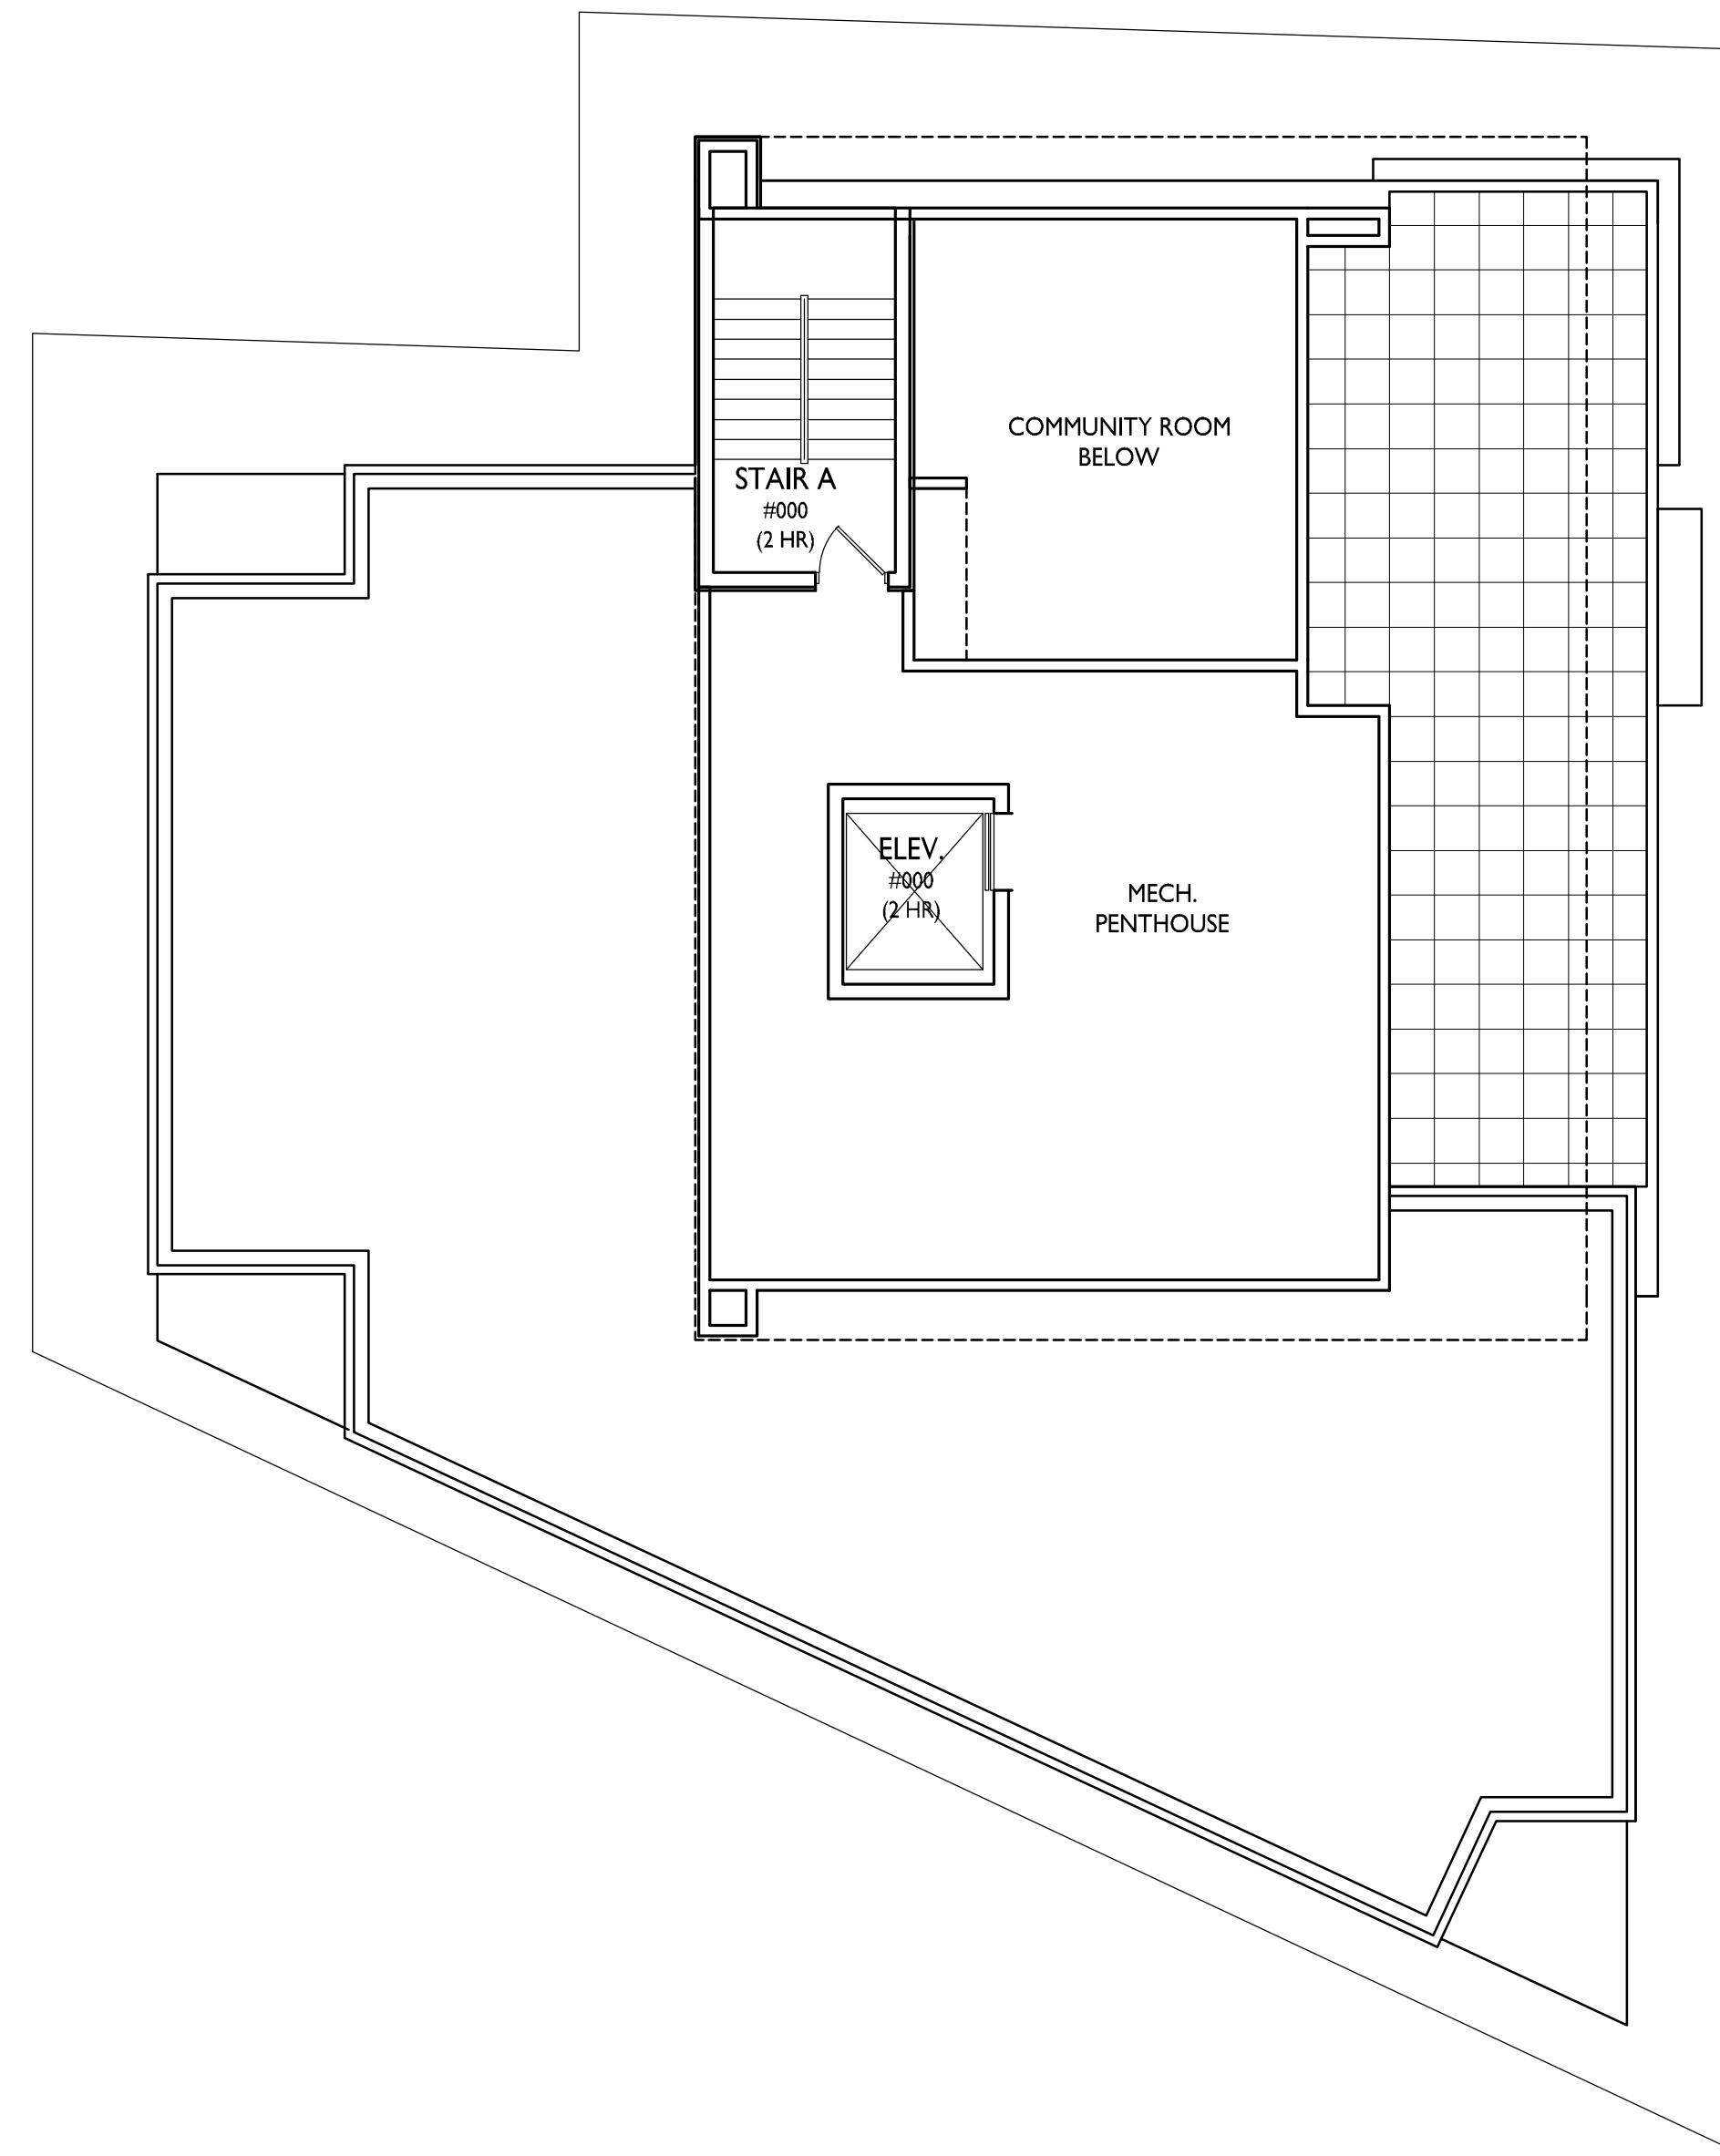 COMMUNITY ROOM
BELOW
STAIR A
#000
(2 HR)
ELEV.
#000
(2 HR)
MECH.
PENTHOUSE